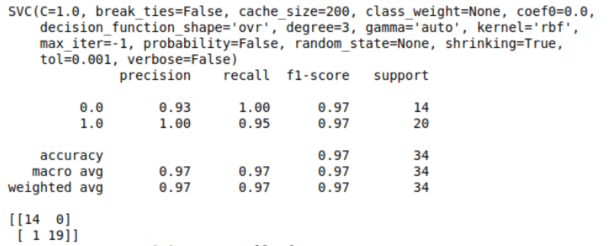 SVC(C=1.0, break_ties=False, cache_size=200, class_weight=None, coef0=0.0,
    decision_function_shape='ovr', degree=3, gamma='auto', kernel='rbf',
    max_iter=-1, probability=False, random_state=None, shrinking=True,
    tol=0.001, verbose=False)
              precision    recall  f1-score   support

         0.0       0.93      1.00      0.97        14
         1.0       1.00      0.95      0.97        20

    accuracy                           0.97        34
   macro avg       0.97      0.97      0.97        34
weighted avg       0.97      0.97      0.97        34

[[14  0]
 [ 1 19]]